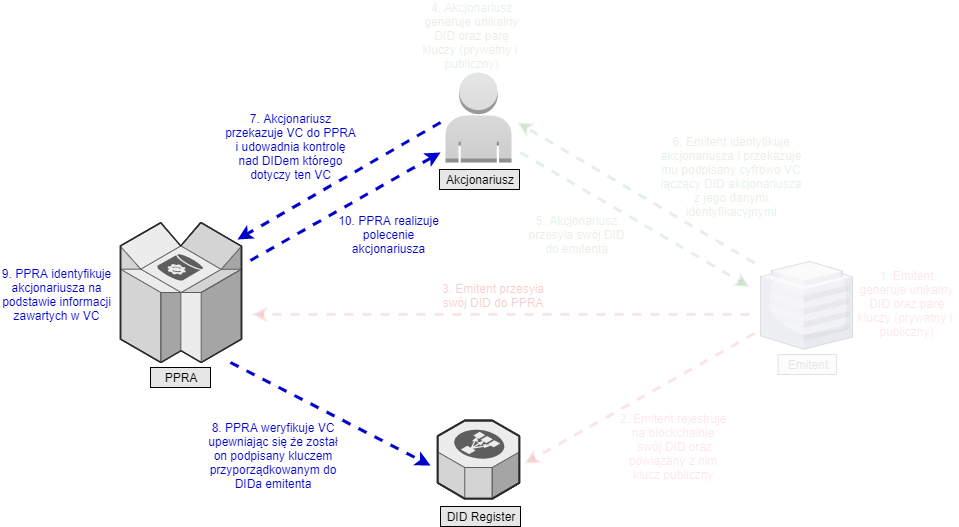 4. Akcjonariusz
generuje unikalny
DID oraz parę
kluczy (prywatny i
publiczny)
7. Akcjonariusz
przekazuje VC do PPRA
i udowadnia kontrolę
nad DIDem którego
dotyczy ten VC
Akcjonariusz
6. Emitent identyfikuje
akcjonariusza i przekazuje
mu podpisany cyfrowo VC
łączący DID akcjonariusza
z jego danymi
identyfikacyjnymi
10. PPRA realizuje
polecenie
akcjonariusza
5. Akcjonariusz
przesyła swój DID
do emitenta
9. PPRA identyfikuje
akcjonariusza na
podstawie informacji
zawartych w VC
3. Emitent przesyła
swój DID do PPRA
1. Emitent
generuje unikalny
DID oraz parę
kluczy (prywatny i
publiczny)
PPRA
Emitent
8. PPRA weryfikuje VC
upewniając się że został
on podpisany kluczem
przyporządkowanym do
DIDa emitenta
2. Emitent rejestruje
na blockchainie
swój DID oraz
powiązany z nim
klucz publiczny
DID Register